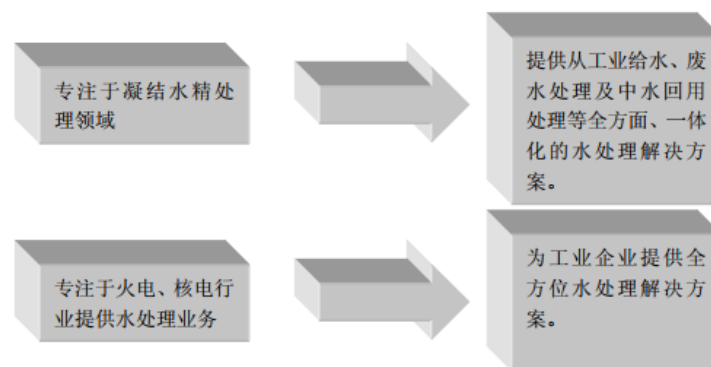 专注于凝结水精处
理领域
提供从工业给水、废
水处理及中水回用
处理等全方面、一体
化的水处理解决方
案。
专注于火电、核电行
业提供水处理业务
为工业企业提供全
方位水处理解决方
案。